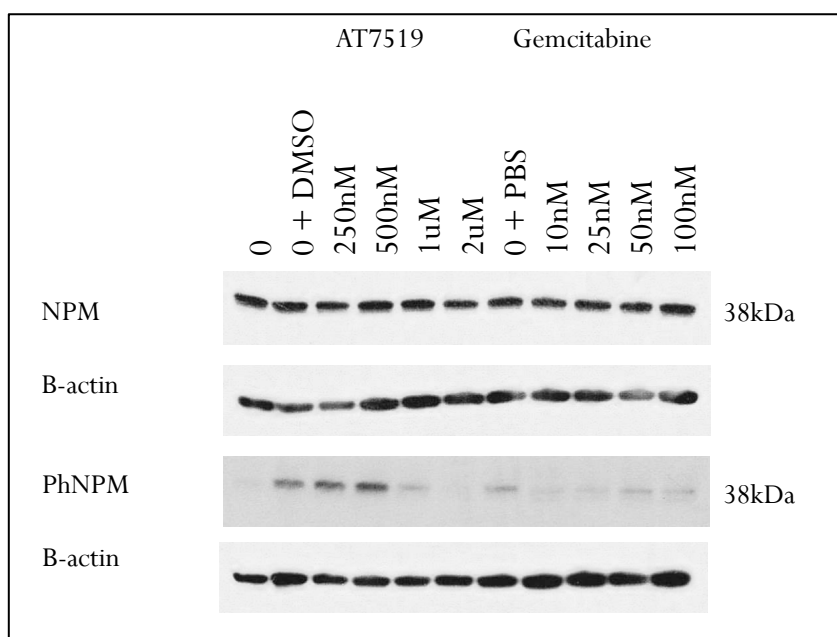 AT7519 Gemcitabine
0 0 + DMSO 250nM 500nM 1uM 2uM 0 + PBS 10nM 25nM 50nM 100nM
NPM 38kDa
B-actin
PhNPM 38kDa
B-actin